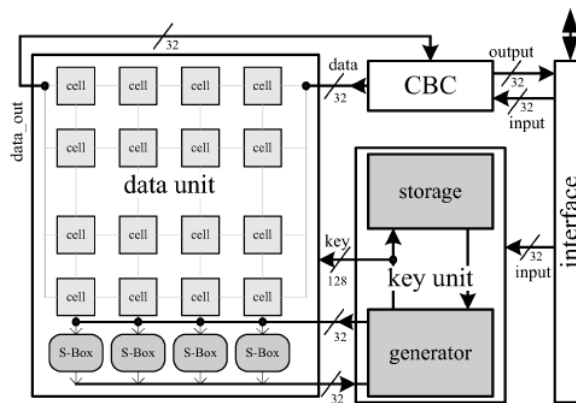 32
data_out
cell cell cell cell
cell cell cell cell
data unit
cell cell cell cell
cell cell cell cell
S-Box S-Box S-Box S-Box
data
32
CBC
output
32
32
input
interface
storage
key
128
key unit
32
input
32
generator
32